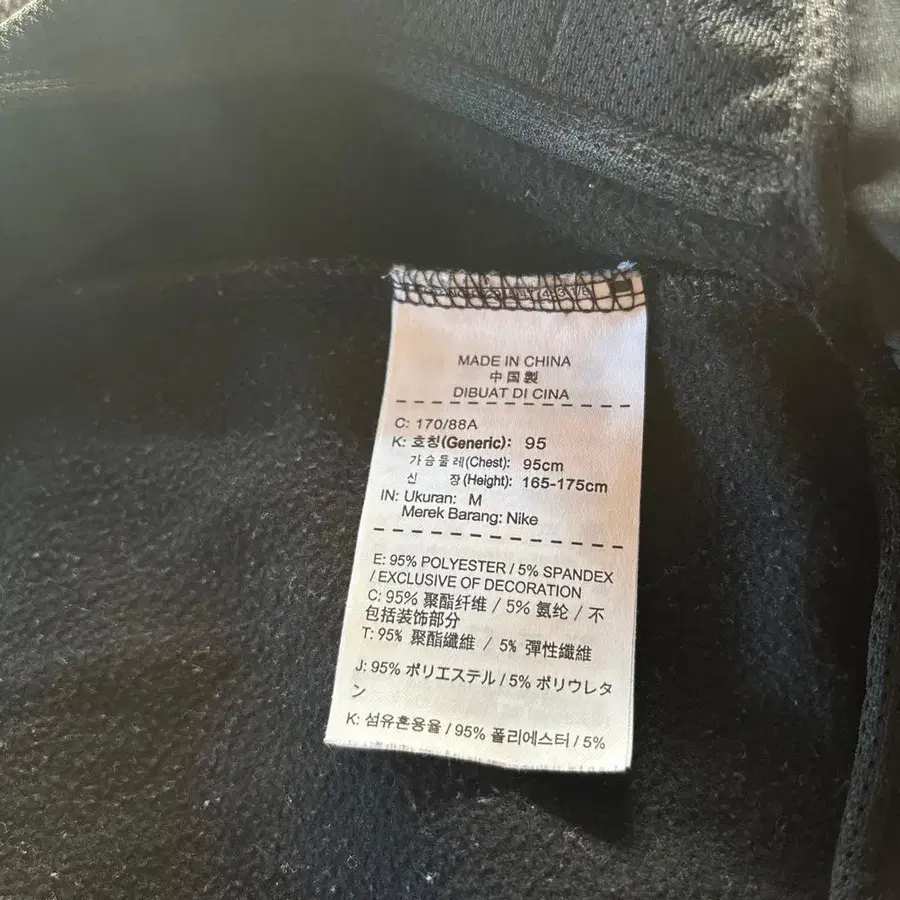 MADE IN CHINA
中国製
DIBUAT DI CINA
C: 170/88A
K: 호칭(Generic): 95
가슴둘레(Chest): 95cm
신 장(Height): 165-175cm
IN: Ukuran: M
Merek Barang: Nike
E: 95% POLYESTER / 5% SPANDEX
/ EXCLUSIVE OF DECORATION
C: 95% 聚酯纤维 / 5% 氨纶 / 不
包括装饰部分
T: 95% 聚酯纖維 / 5% 彈性纖維
J: 95% ポリエステル / 5% ポリウレタ
ン
K: 섬유혼용율 / 95% 폴리에스터 / 5%